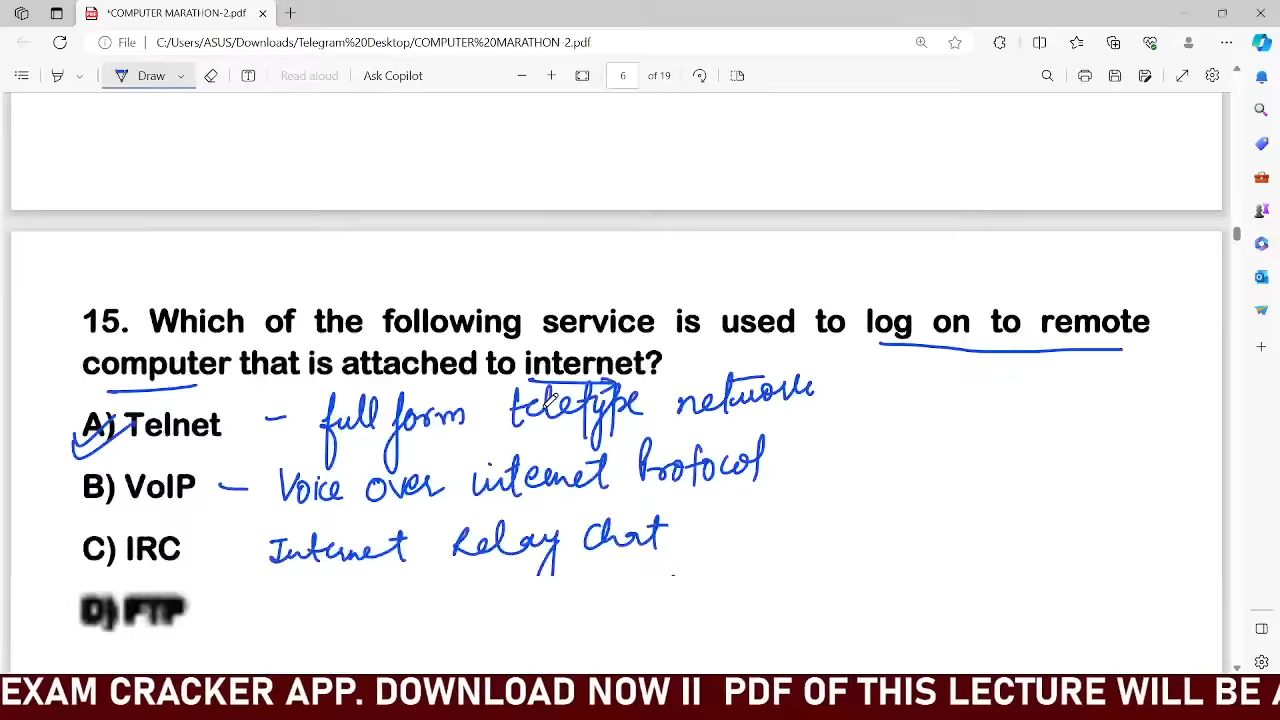 *COMPUTER MARATHON-2.pdf
File C:/Users/ASUS/Downloads/Telegram%20Desktop/COMPUTER%20MARATHON-2.pdf
Draw Read aloud Ask Copilot 6 of 19
15. Which of the following service is used to log on to remote
computer that is attached to internet?
A) Telnet - full form teletype network
B) VoIP - Voice over internet Protocol
C) IRC Internet Relay Chat
D) FTP
EXAM CRACKER APP. DOWNLOAD NOW II PDF OF THIS LECTURE WILL BE